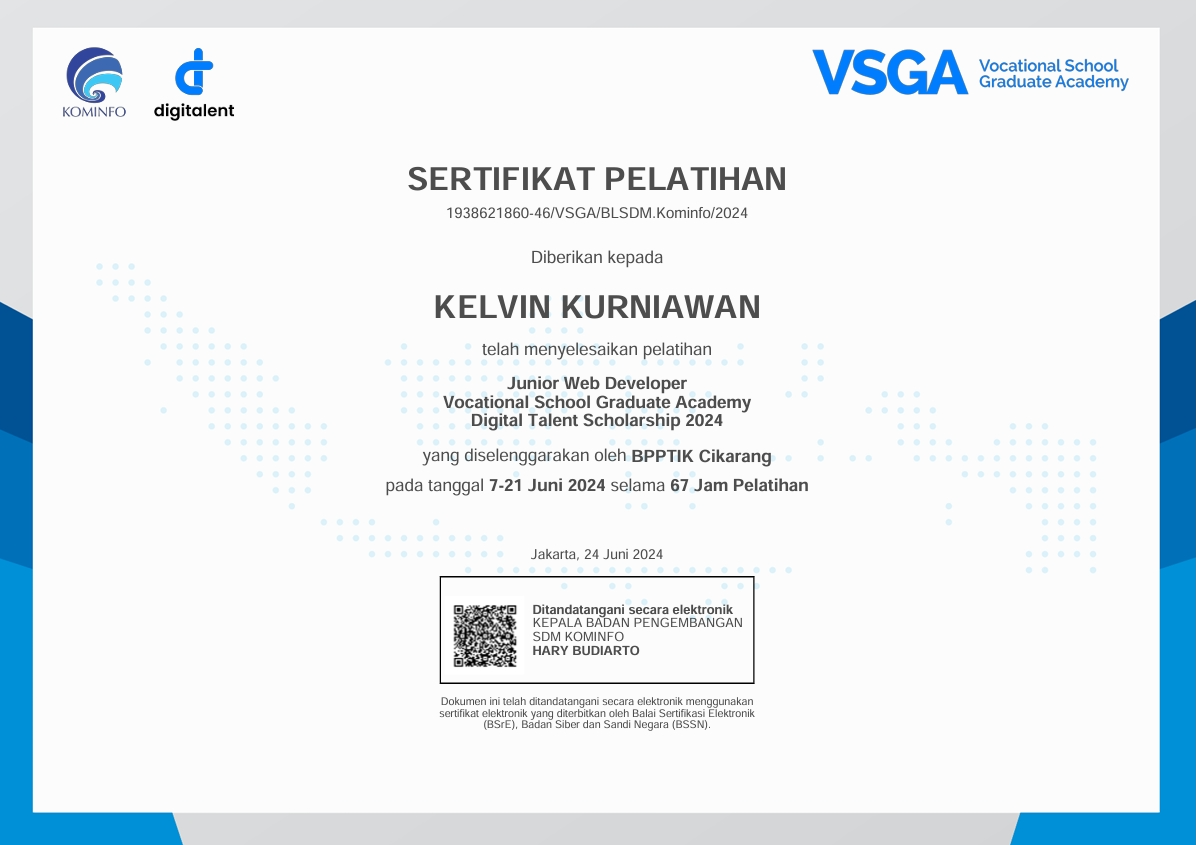 KOMINFO
digitalent
VSGA
Vocational School
Graduate Academy
SERTIFIKAT PELATIHAN
1938621860-46/VSGA/BLSDM.Kominfo/2024
Diberikan kepada
KELVIN KURNIAWAN
telah menyelesaikan pelatihan
Junior Web Developer
Vocational School Graduate Academy
Digital Talent Scholarship 2024
yang diselenggarakan oleh BPPTIK Cikarang
pada tanggal 7-21 Juni 2024 selama 67 Jam Pelatihan
Jakarta, 24 Juni 2024
Ditandatangani secara elektronik
KEPALA BADAN PENGEMBANGAN
SDM KOMINFO
HARY BUDIARTO
Dokumen ini telah ditandatangani secara elektronik menggunakan
sertifikat elektronik yang diterbitkan oleh Balai Sertifikasi Elektronik
(BSrE), Badan Siber dan Sandi Negara (BSSN).